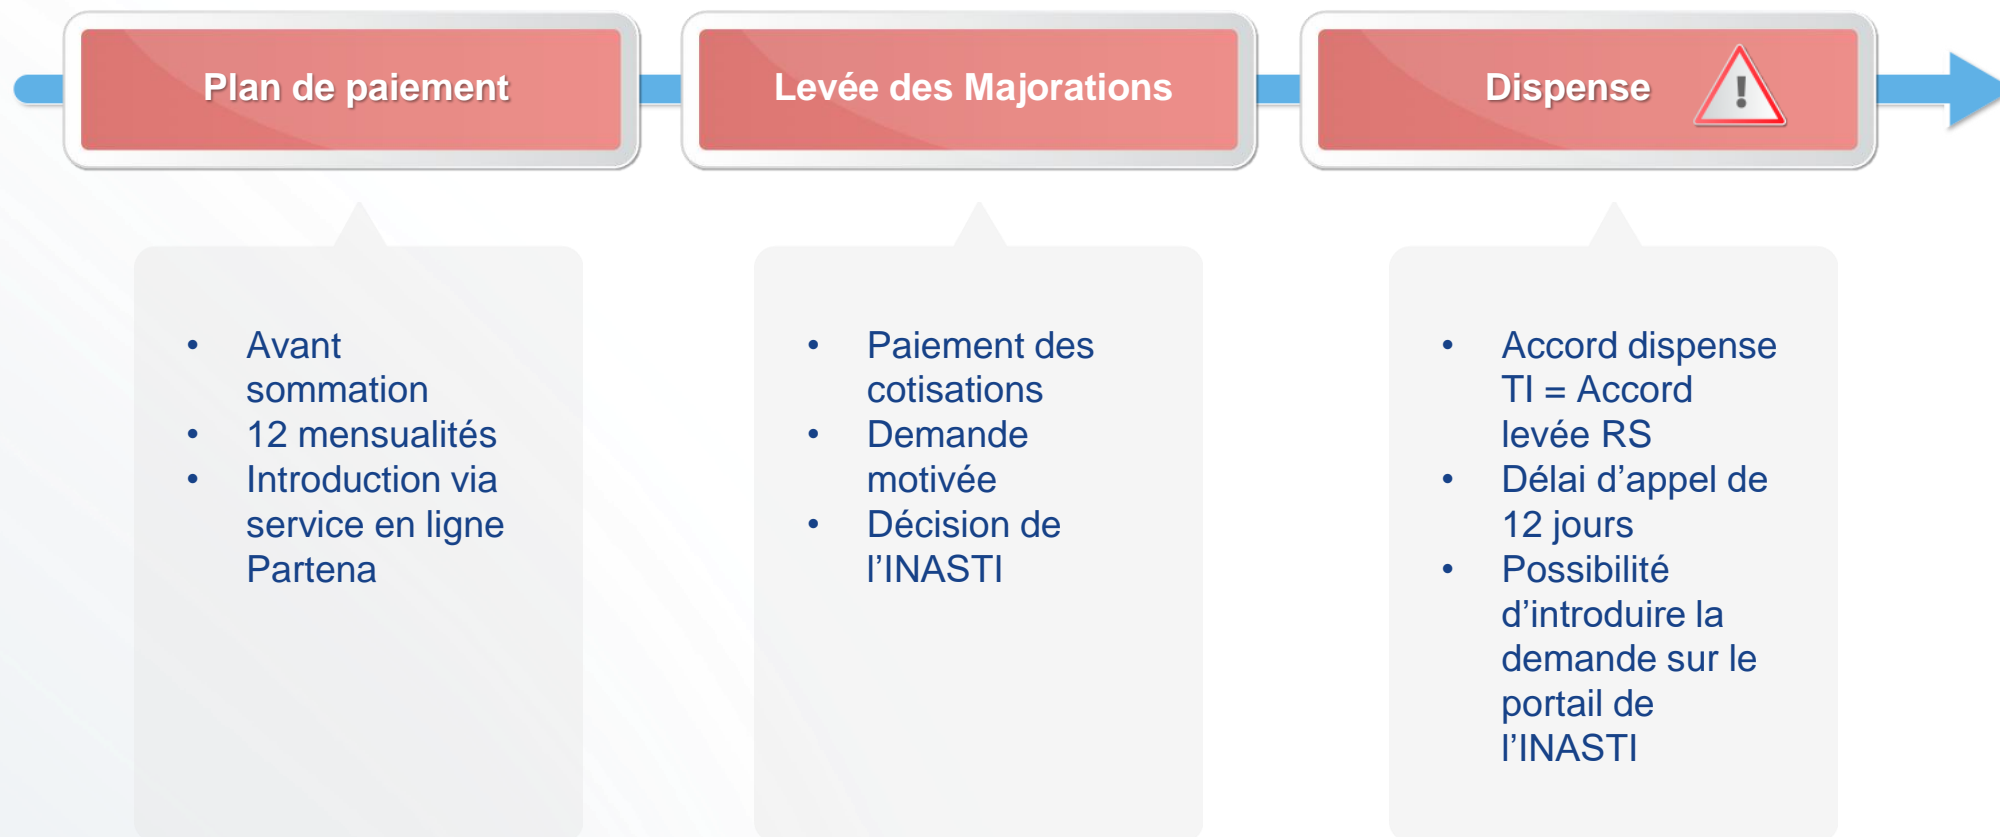 Plan de paiement
Levée des Majorations
Dispense
!
• Avant
sommation
• 12 mensualités
• Introduction via
service en ligne
Partena
• Paiement des
cotisations
• Demande
motivée
• Décision de
l’INASTI
• Accord dispense
TI = Accord
levée RS
• Délai d’appel de
12 jours
• Possibilité
d’introduire la
demande sur le
portail de
l’INASTI